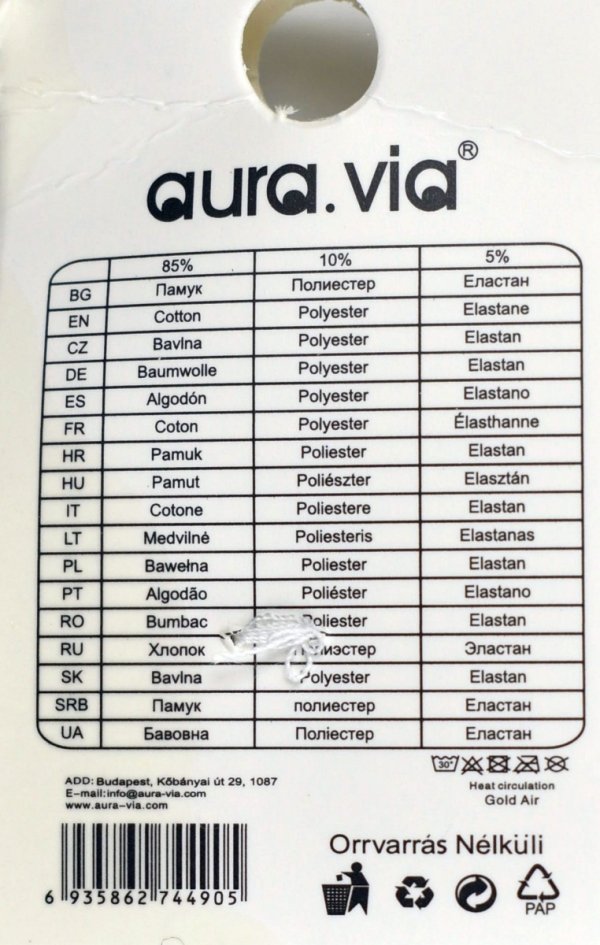 aura.via®
85% 10% 5%
BG Памук Полиестер Еластан
EN Cotton Polyester Elastane
CZ Bavlna Polyester Elastan
DE Baumwolle Polyester Elastan
ES Algodón Polyester Elastano
FR Coton Polyester Élasthanne
HR Pamuk Poliester Elastan
HU Pamut Poliészter Elasztán
IT Cotone Poliestere Elastan
LT Medvilnė Poliesteris Elastanas
PL Bawełna Poliester Elastan
PT Algodão Poliéster Elastano
RO Bumbac Poliester Elastan
RU Хлопок Эластан
SK Bavlna Polyester Elastan
SRB Памук полиестер Еластан
UA Бавовна Поліестер Еластан
30°
ADD: Budapest, Kőbányai út 29, 1087
E-mail:info@aura-via.com
www.aura-via.com
Heat circulation
Gold Air
6 935862 744905
Orrvarrás Nélküli
PAP